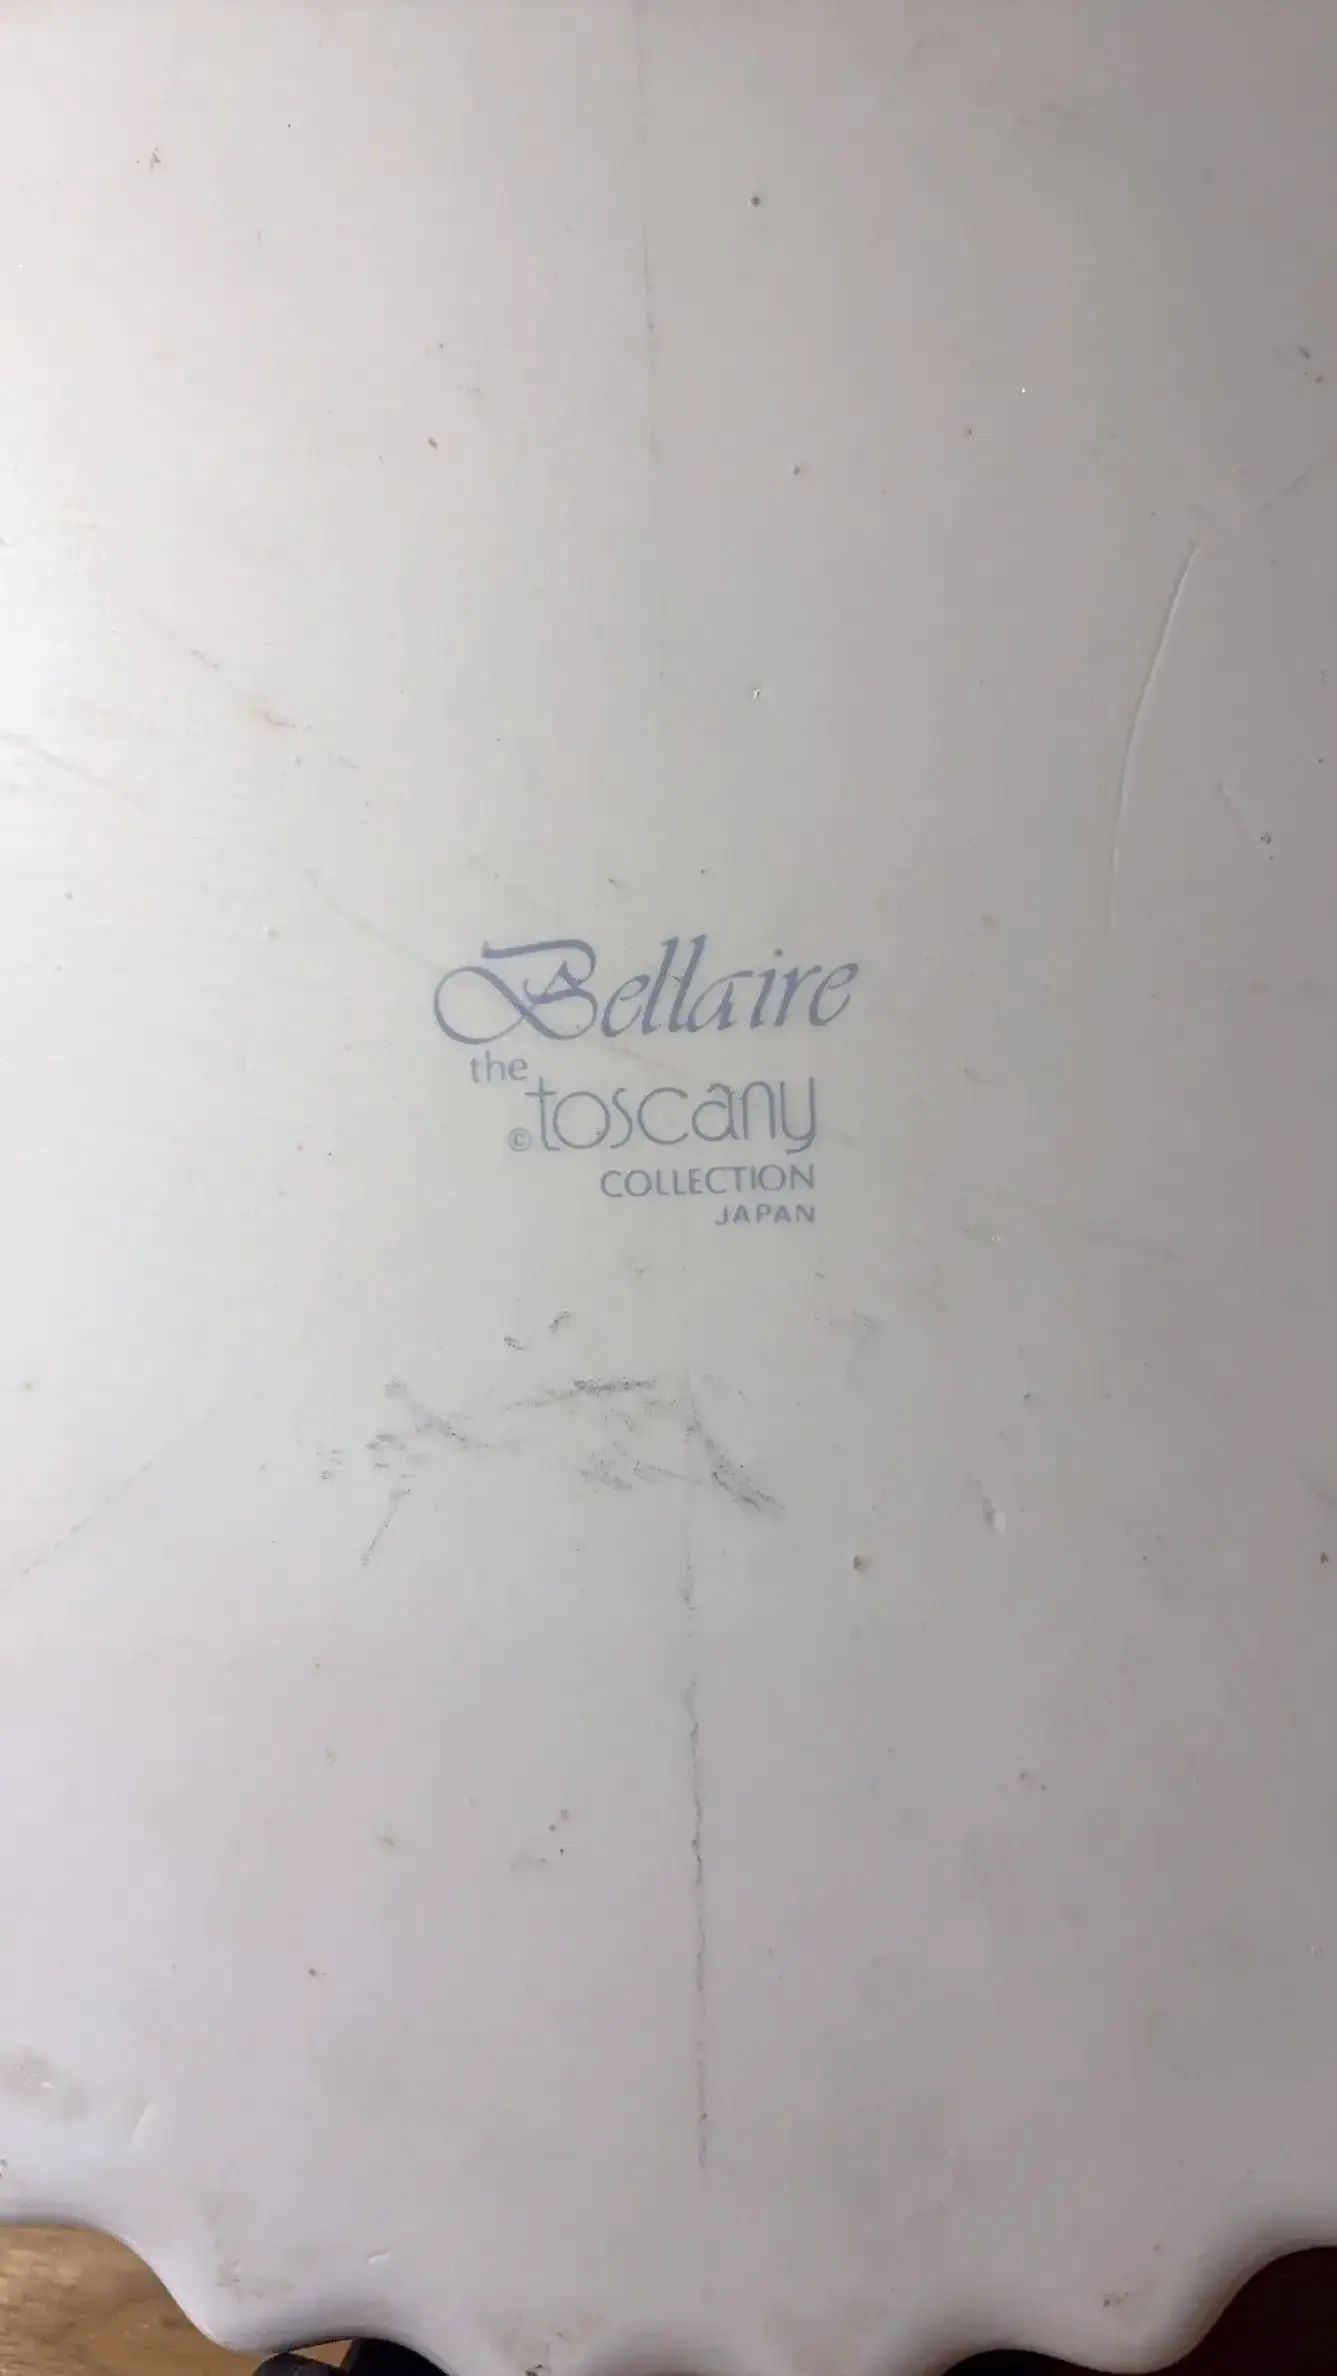 Bellaire
the
© toscany
COLLECTION
JAPAN